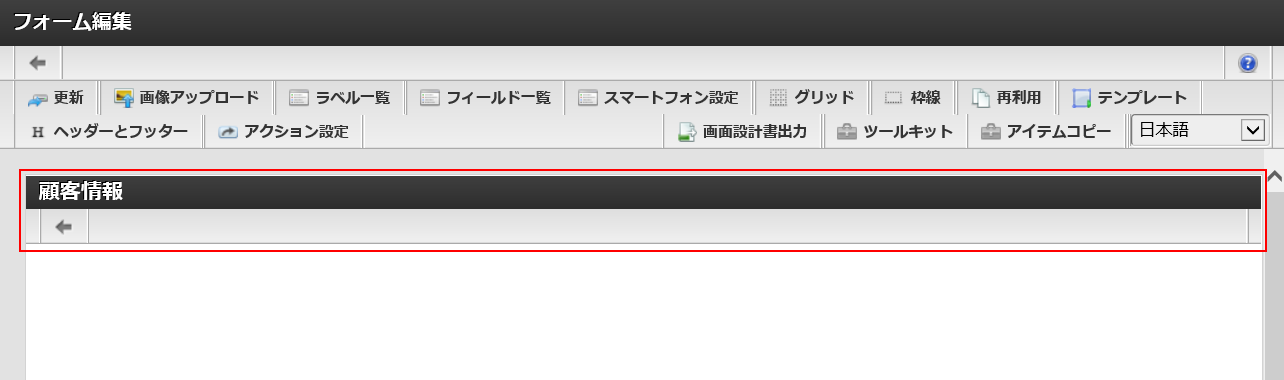 フォーム編集
更新 画像アップロード ラベル一覧 フィールド一覧 スマートフォン設定 グリッド 枠線 再利用 テンプレート
H ヘッダーとフッター アクション設定 画面設計書出力 ツールキット アイテムコピー 日本語
顧客情報